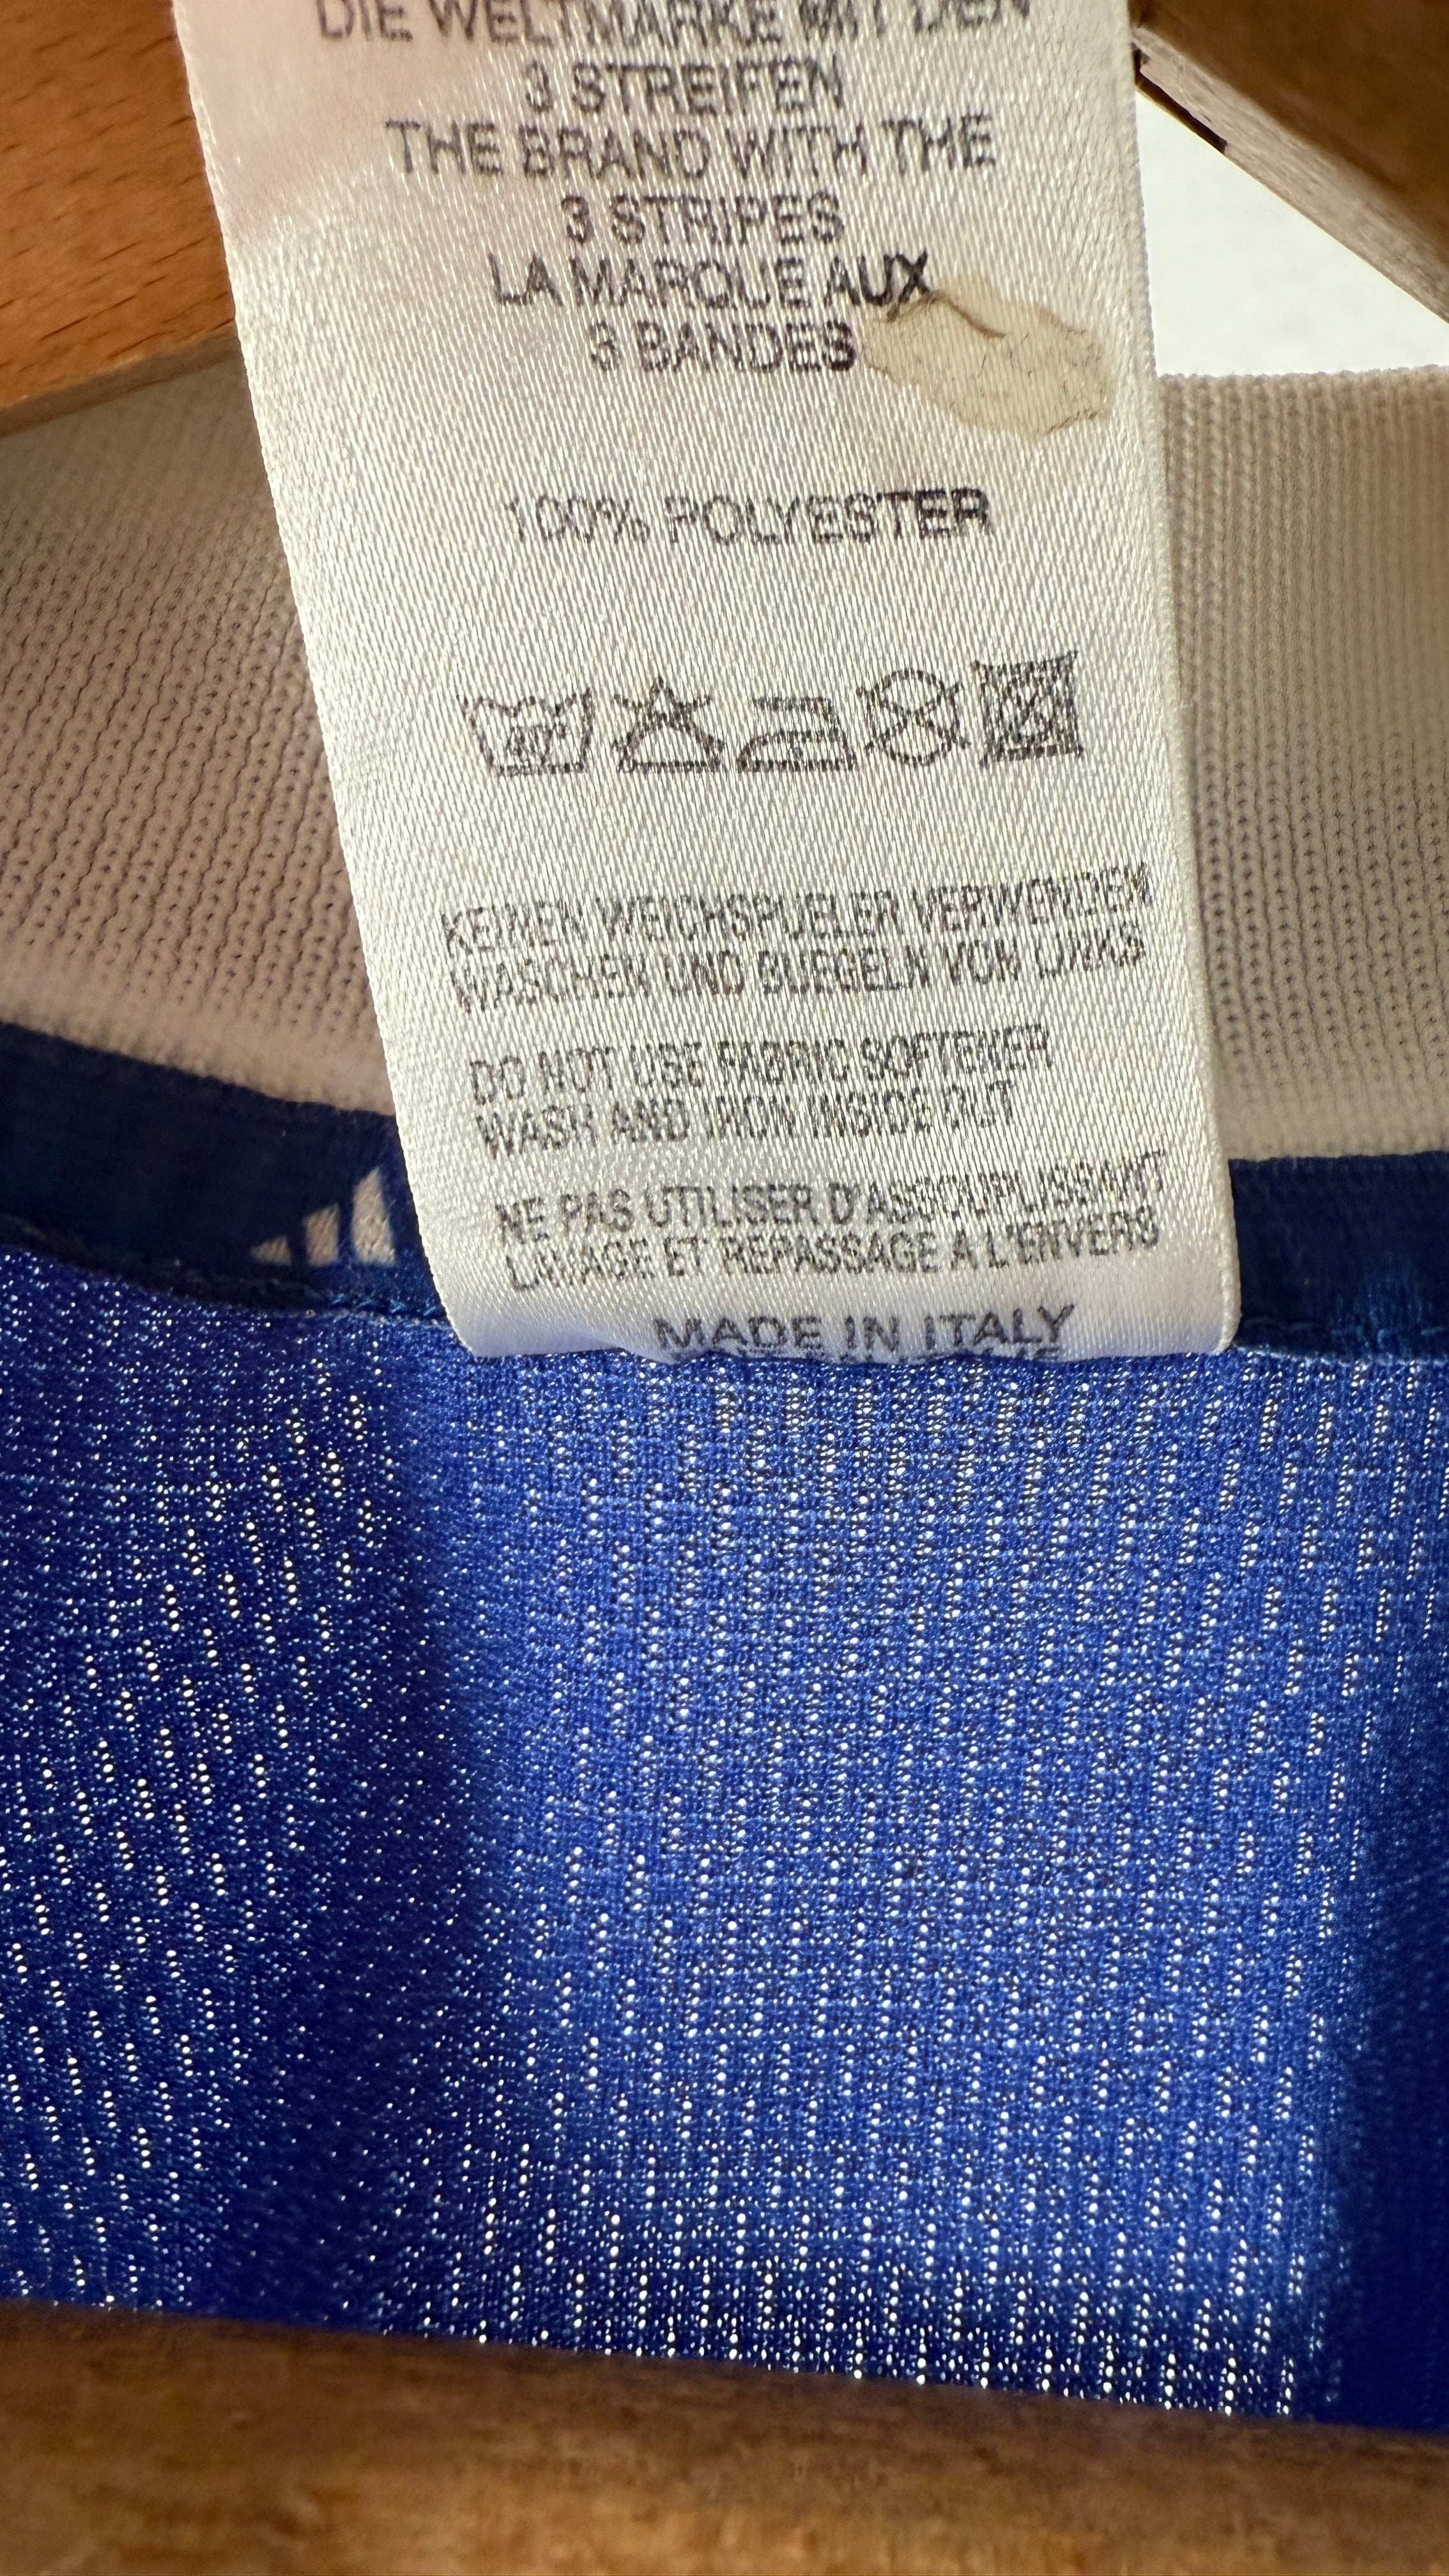 DIE WELTMARKE MIT DEN
3 STREIFEN
THE BRAND WITH THE
3 STRIPES
LA MARQUE AUX
3 BANDES
100% POLYESTER
40°
KEINEN WEICHSPUELER VERWENDEN
WASCHEN UND BUEGELN VON LINKS
DO NOT USE FABRIC SOFTENER
WASH AND IRON INSIDE OUT
NE PAS UTILISER D'ASSOUPLISSANT
LAVAGE ET REPASSAGE A L'ENVERS
MADE IN ITALY